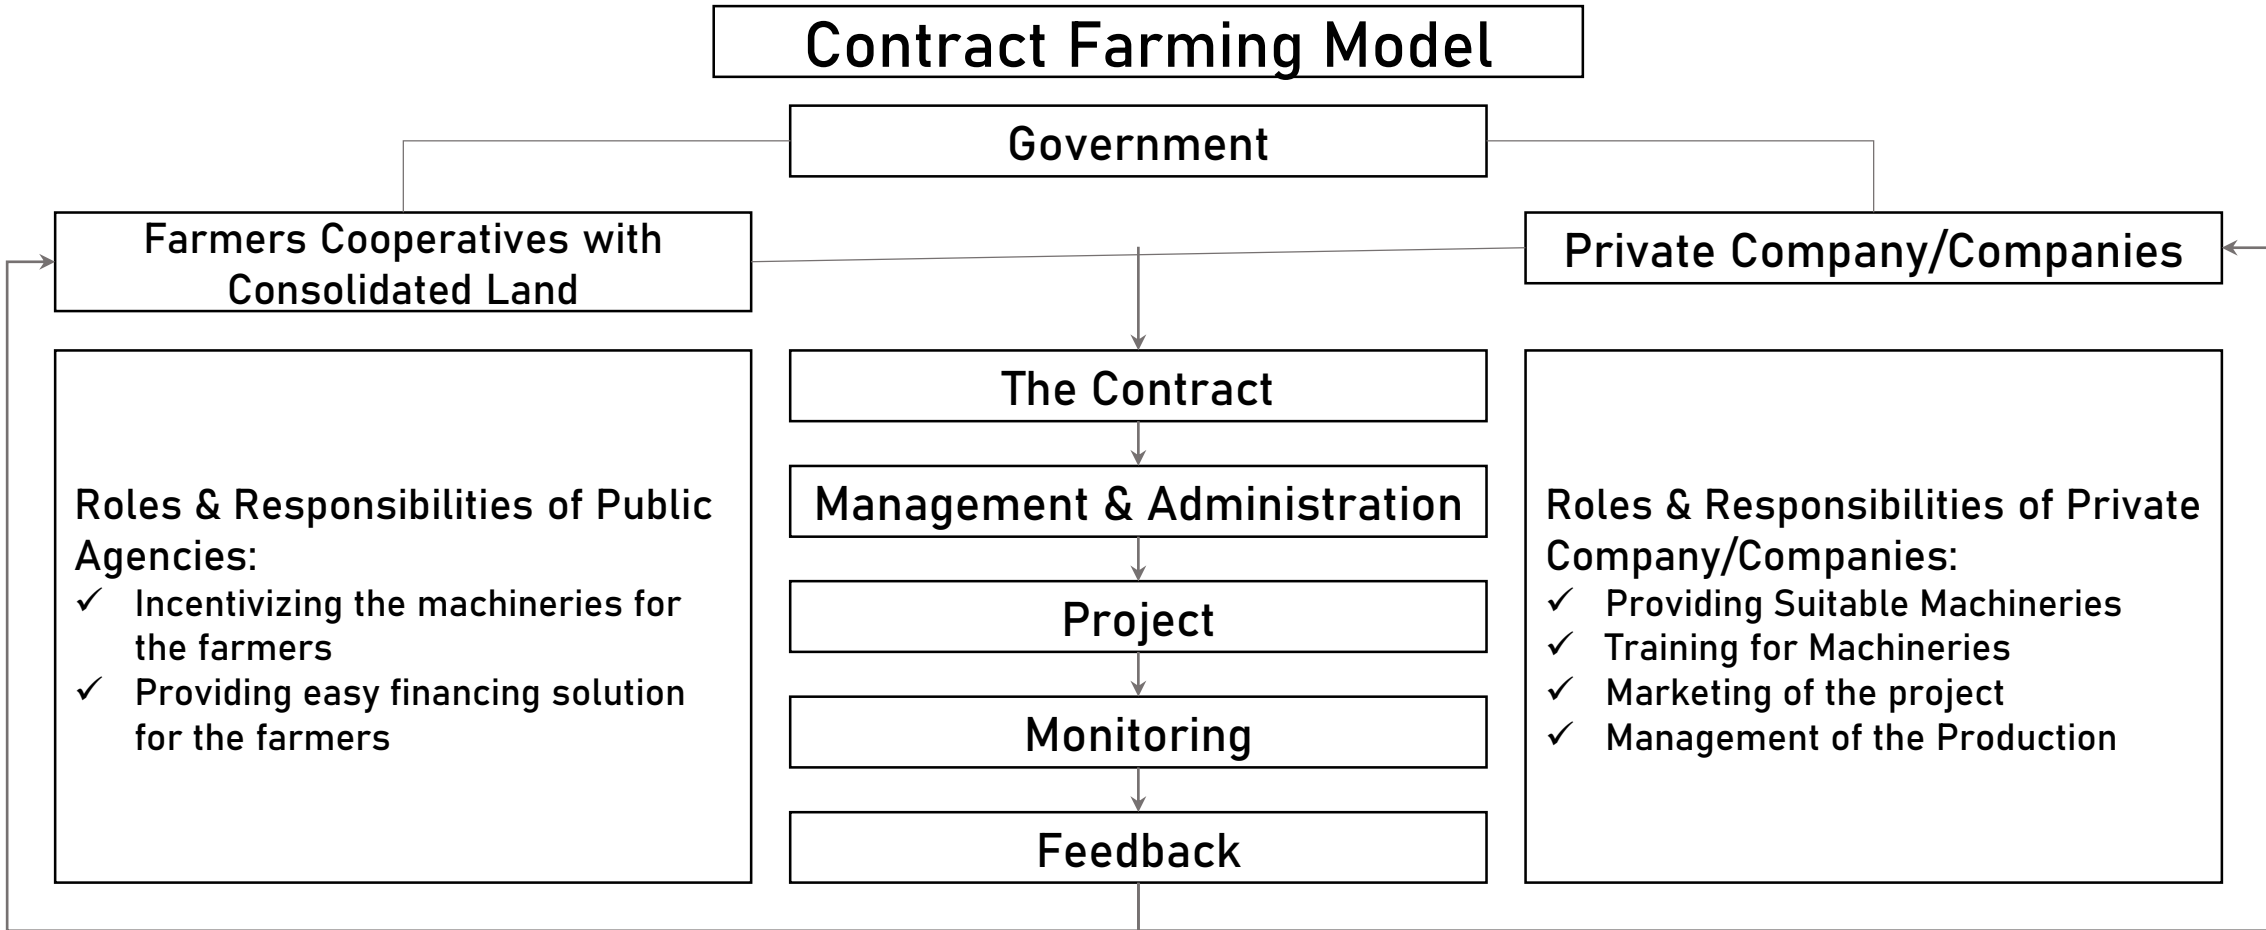 Contract Farming Model
Government
Farmers Cooperatives with
Consolidated Land
Private Company/Companies
The Contract
Management & Administration
Project
Monitoring
Feedback
Roles & Responsibilities of Public
Agencies:
✓ Incentivizing the machineries for
the farmers
✓ Providing easy financing solution
for the farmers
Roles & Responsibilities of Private
Company/Companies:
✓ Providing Suitable Machineries
✓ Training for Machineries
✓ Marketing of the project
✓ Management of the Production